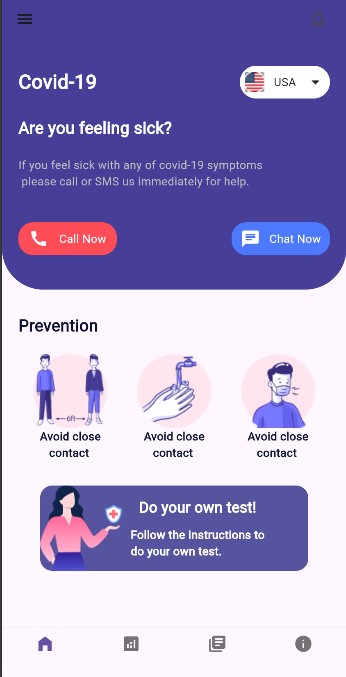 Covid-19
USA
Are you feeling sick?
If you feel sick with any of covid-19 symptoms
please call or SMS us immediately for help.
Call Now
Chat Now
Prevention
6ft
Avoid close
contact
Avoid close
contact
Avoid close
contact
Do your own test!
Follow the instructions to
do your own test.